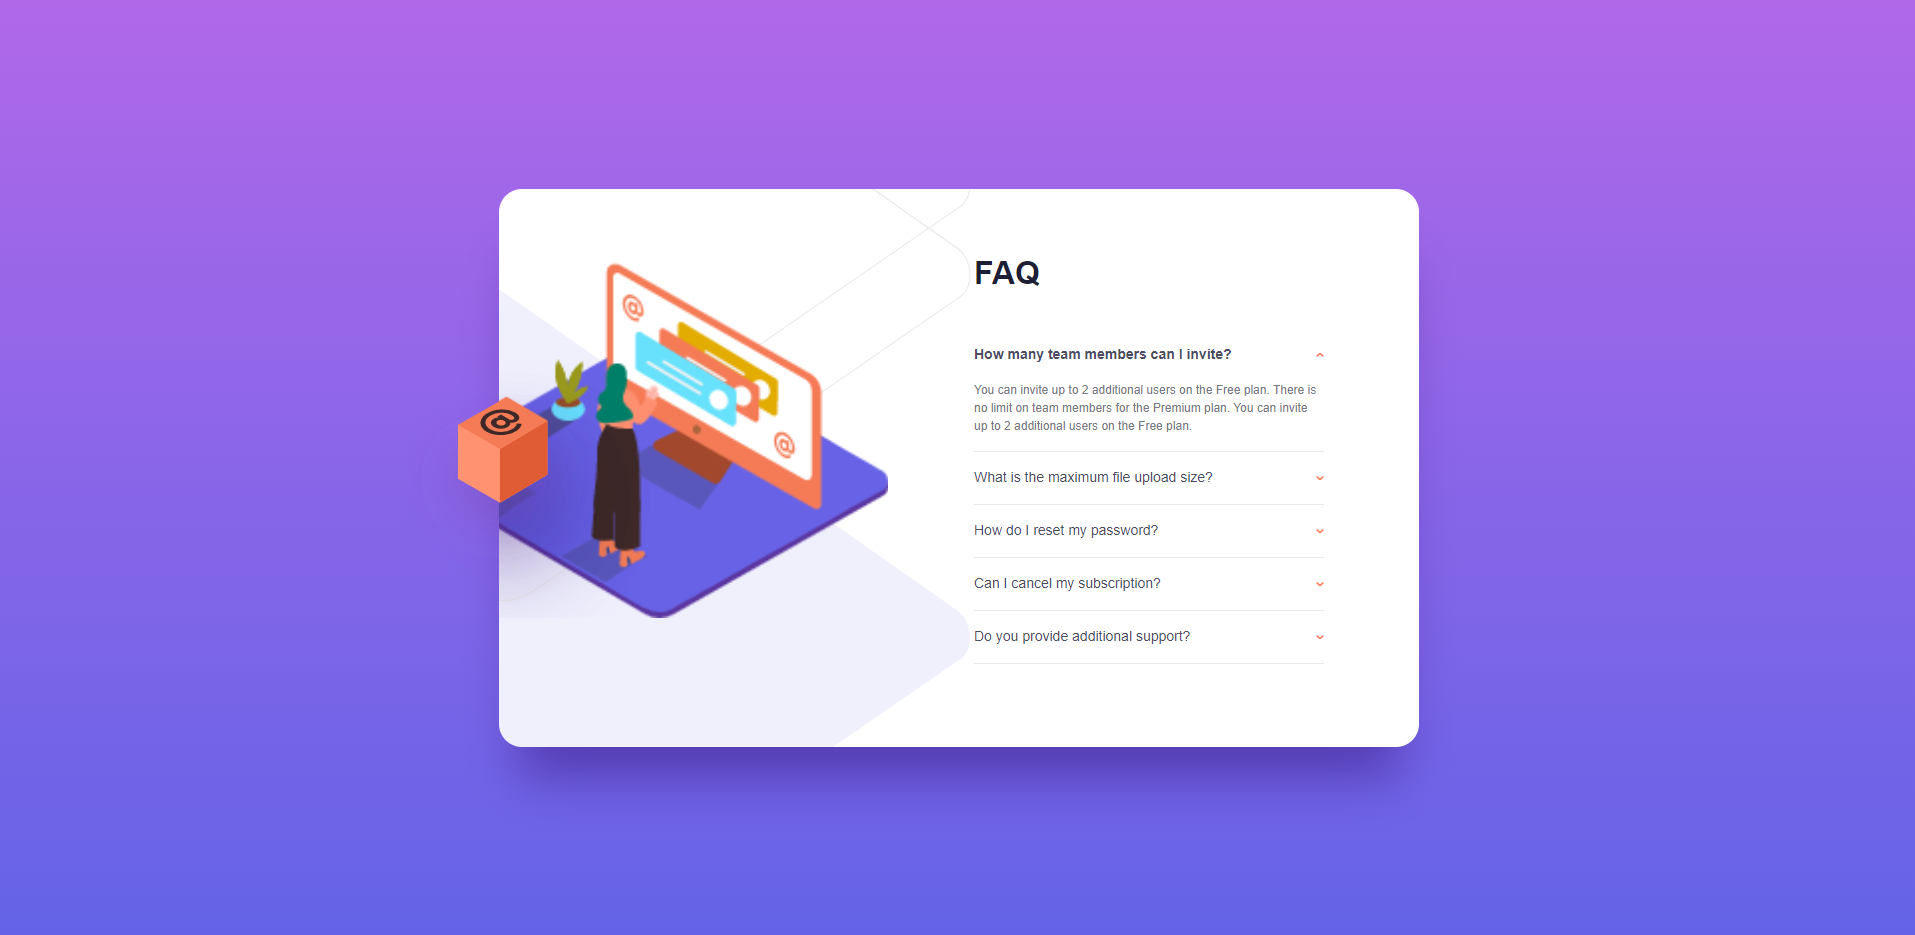 FAQ
How many team members can I invite?
You can invite up to 2 additional users on the Free plan. There is
no limit on team members for the Premium plan. You can invite
up to 2 additional users on the Free plan.
What is the maximum file upload size?
How do I reset my password?
Can I cancel my subscription?
Do you provide additional support?
@
@
@